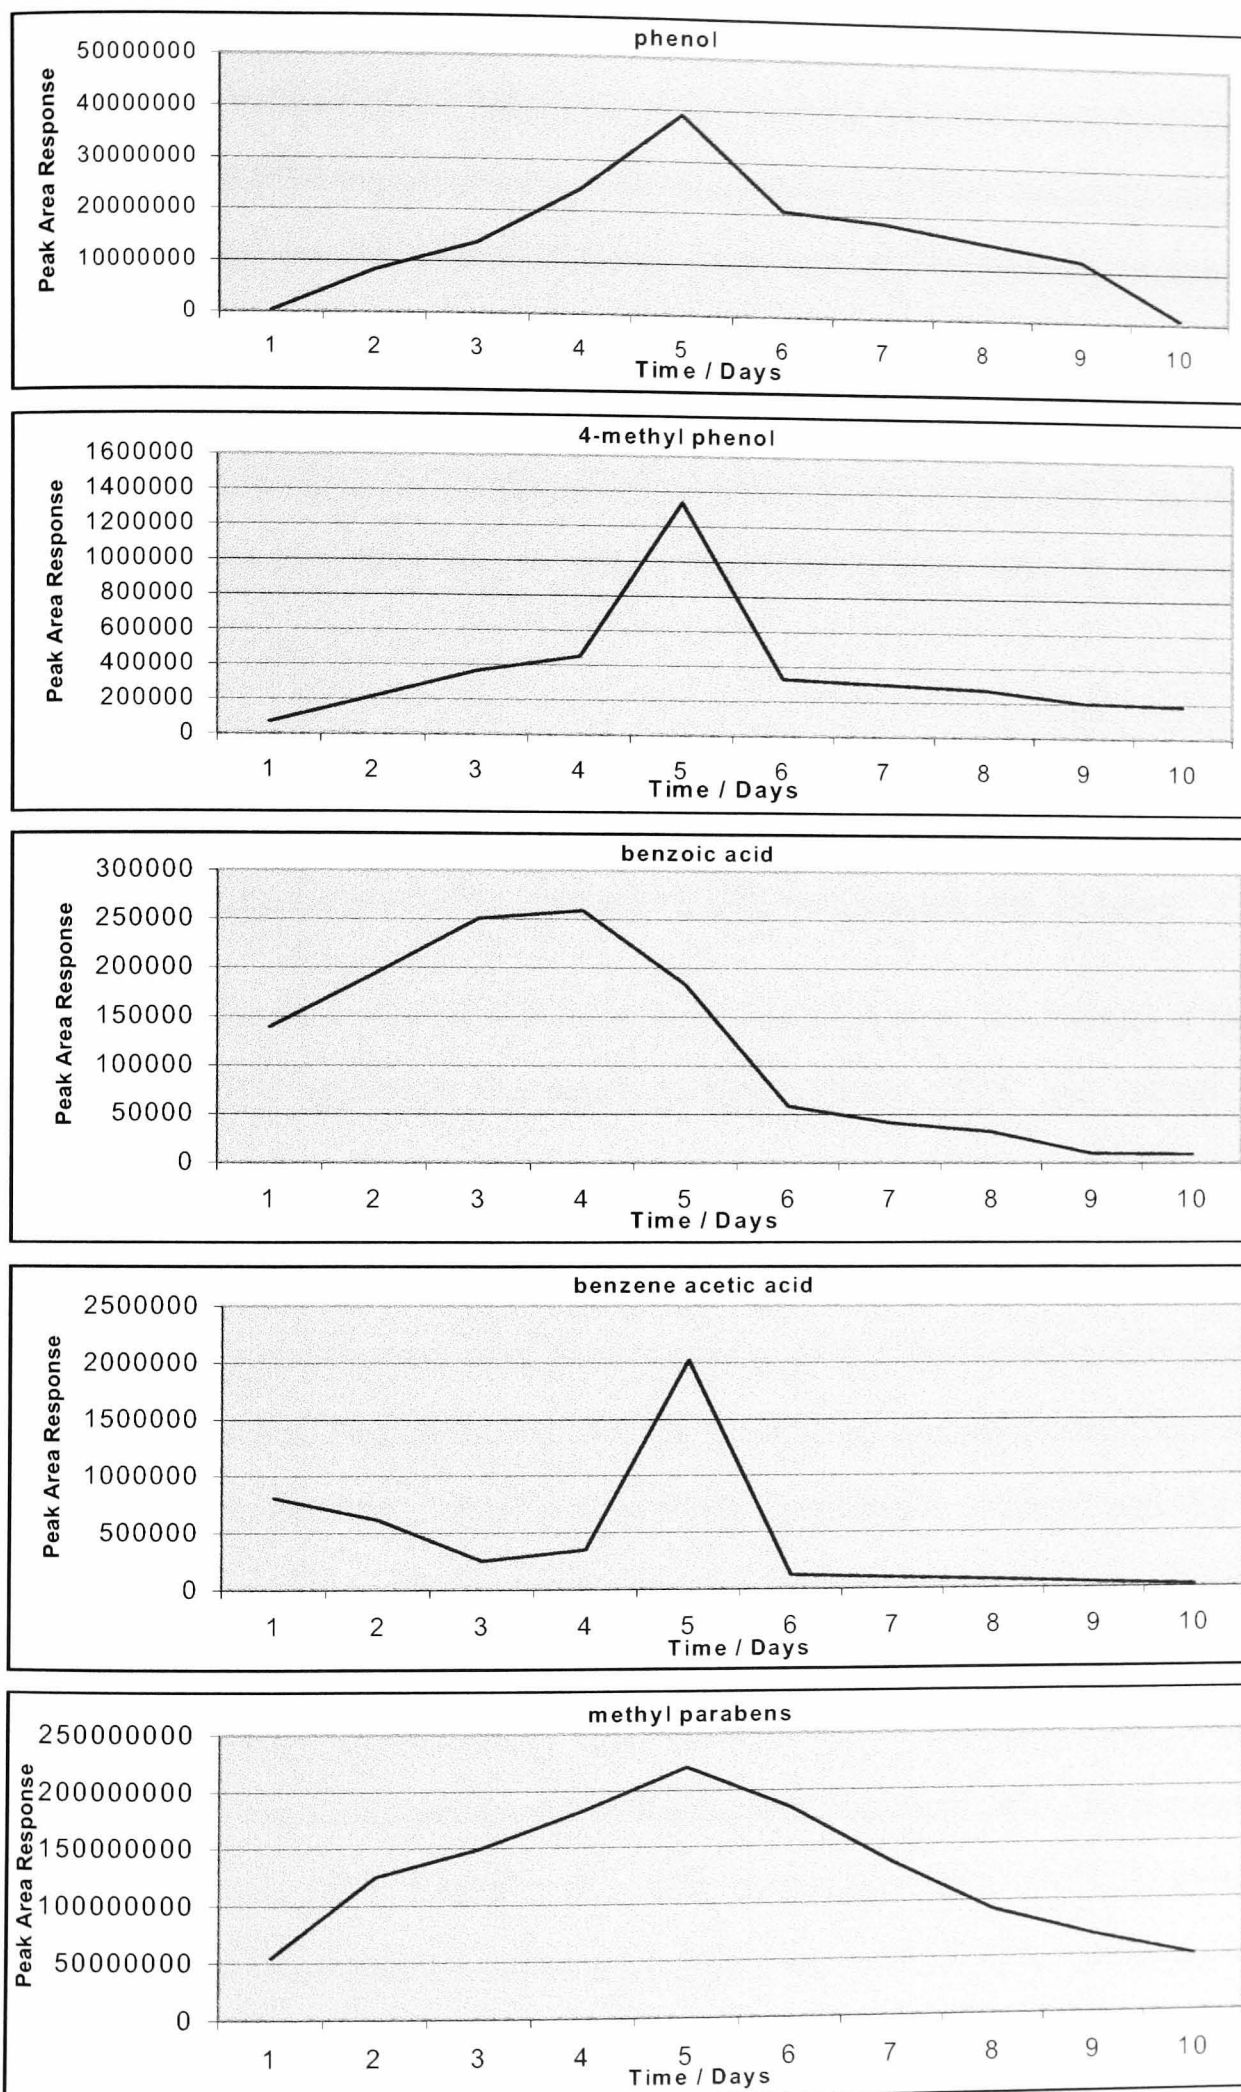 phenol
Peak Area Response
50000000
40000000
30000000
20000000
10000000
0
1 2 3 4 5 6 7 8 9 10
Time / Days
4-methyl phenol
Peak Area Response
1600000
1400000
1200000
1000000
800000
600000
400000
200000
0
1 2 3 4 5 6 7 8 9 10
Time / Days
benzoic acid
Peak Area Response
300000
250000
200000
150000
100000
50000
0
1 2 3 4 5 6 7 8 9 10
Time / Days
benzene acetic acid
Peak Area Response
2500000
2000000
1500000
1000000
500000
0
1 2 3 4 5 6 7 8 9 10
Time / Days
methyl parabens
Peak Area Response
250000000
200000000
150000000
100000000
50000000
0
1 2 3 4 5 6 7 8 9 10
Time / Days